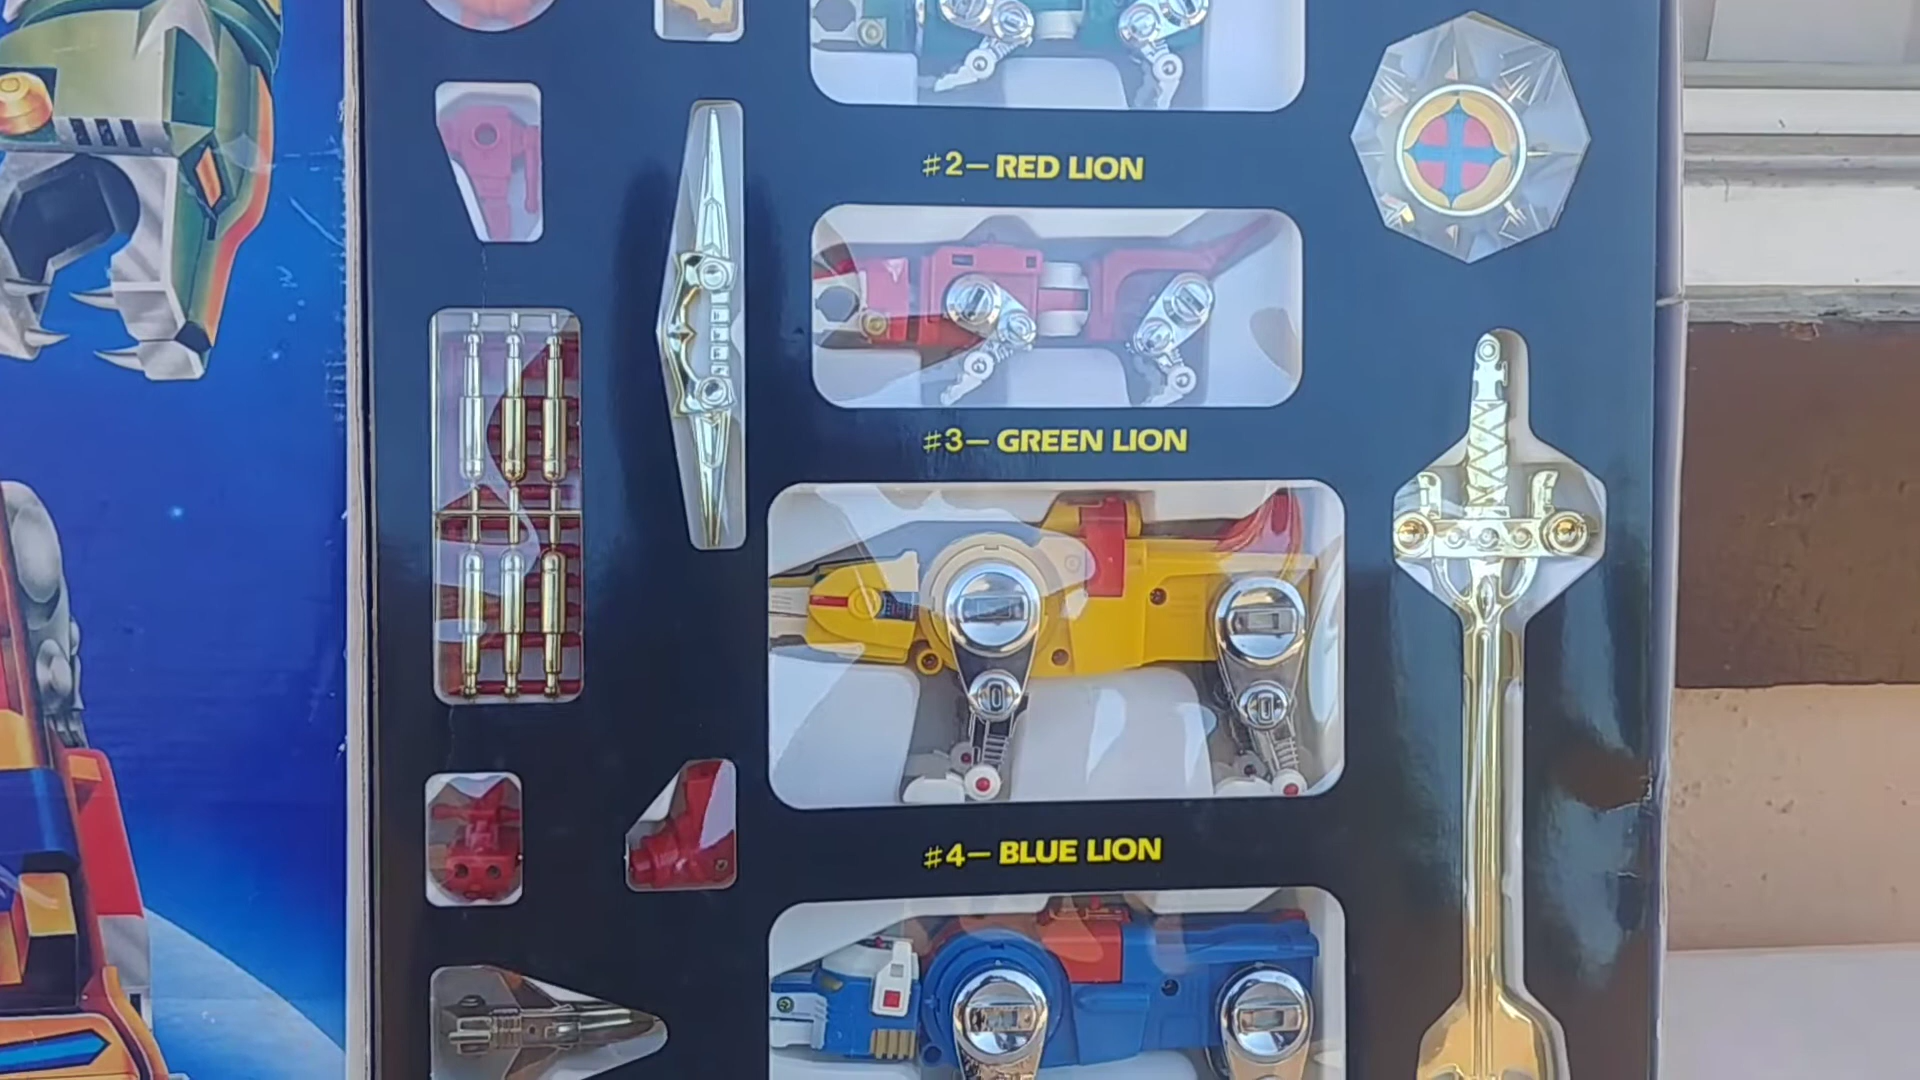 #2— RED LION
#3— GREEN LION
#4— BLUE LION